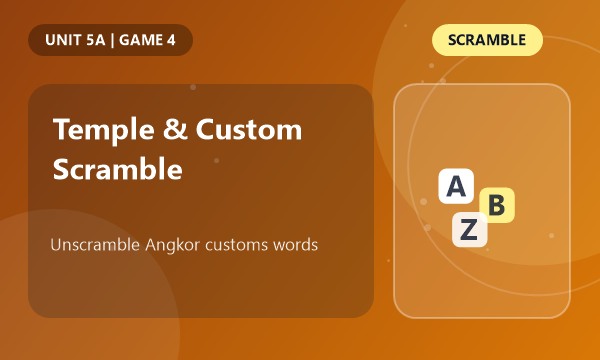 UNIT 5A | GAME 4
SCRAMBLE
Temple & Custom
Scramble
Unscramble Angkor customs words
A
B
Z